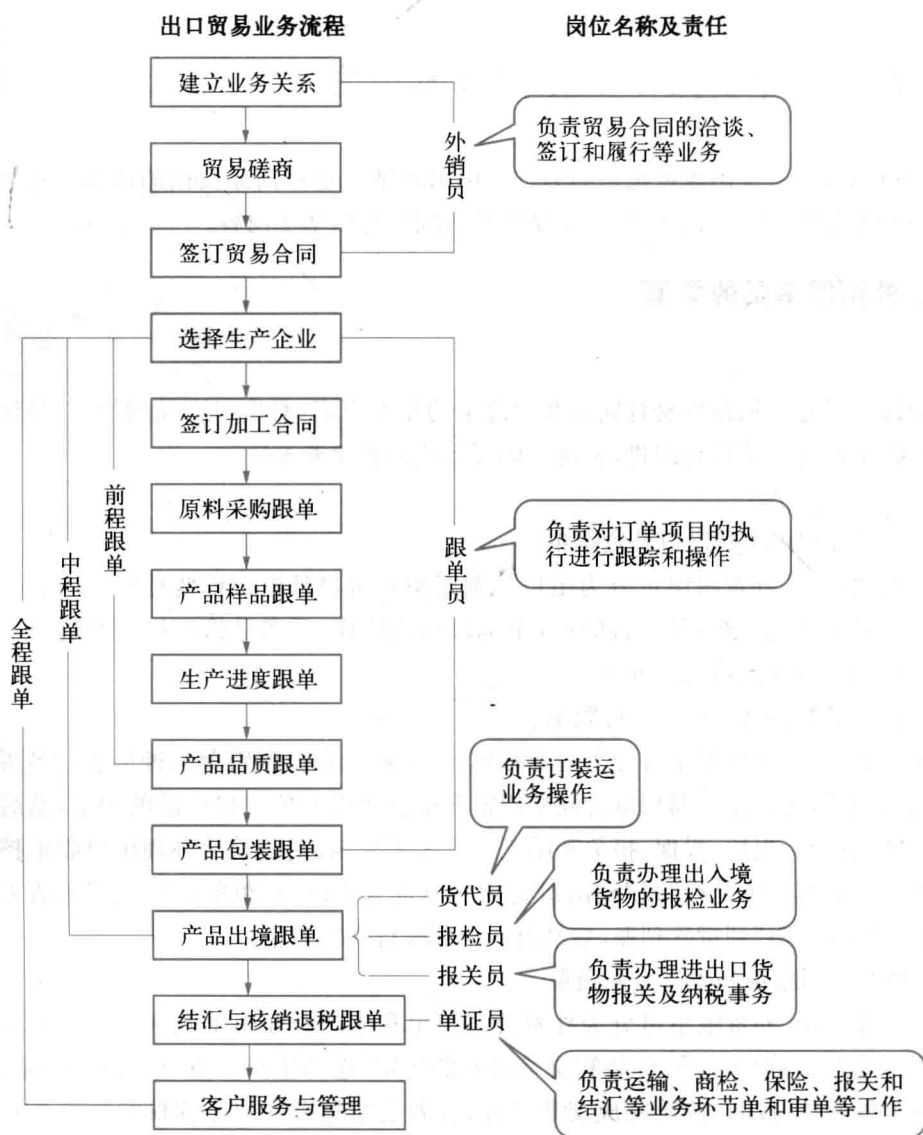 出口贸易业务流程
岗位名称及责任
建立业务关系
贸易磋商
签订贸易合同
外销员
负责贸易合同的洽谈、
签订和履行等业务
选择生产企业
签订加工合同
原料采购跟单
产品样品跟单
生产进度跟单
产品品质跟单
产品包装跟单
前程跟单
中程跟单
全程跟单
跟单员
负责对订单项目的执
行进行跟踪和操作
负责订装运
业务操作
货代员
产品出境跟单
报检员
负责办理出入境
货物的报检业务
报关员
负责办理进出口货
物报关及纳税事务
结汇与核销退税跟单
单证员
负责运输、商检、保险、报关和
结汇等业务环节单和审单等工作
客户服务与管理